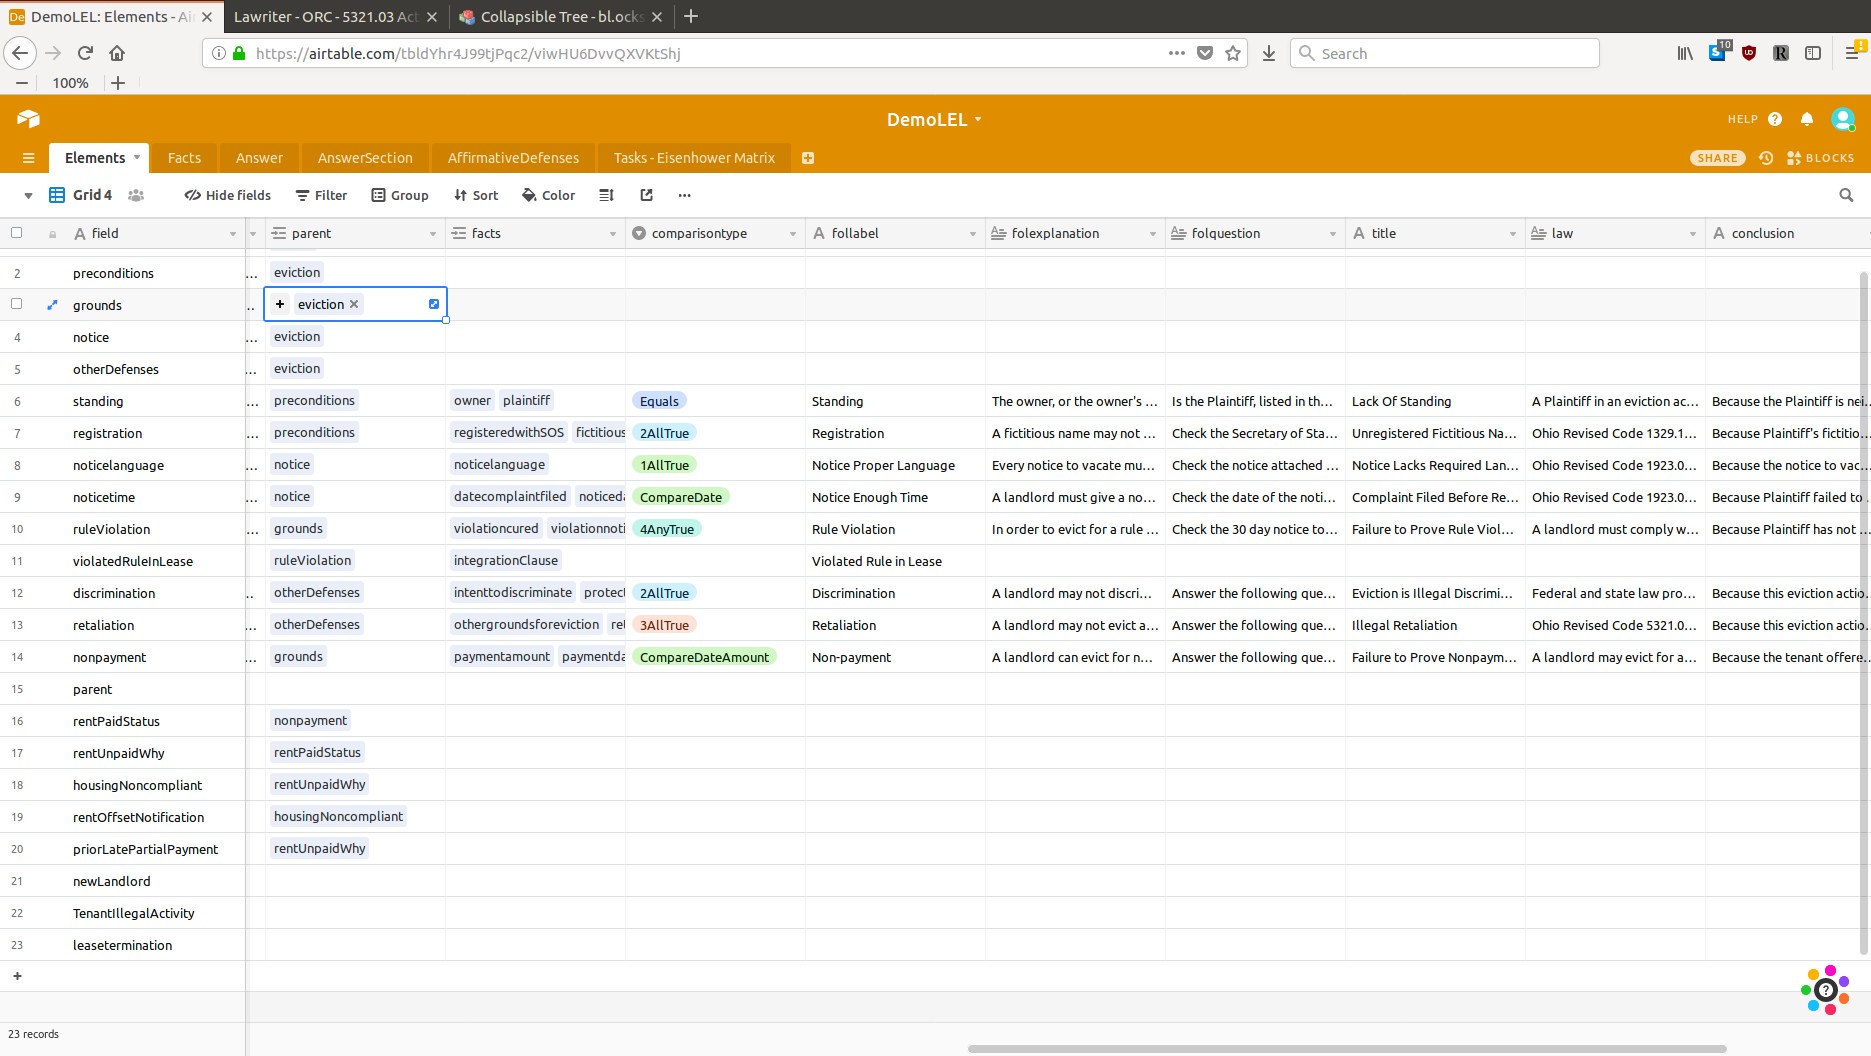 DemoLEL: Elements - Ai
Lawriter - ORC - 5321.03 Act
Collapsible Tree - bl.ocks
https://airtable.com/tbldYhr4J99tjPqc2/viwHU6DvvQXVKtShj
Search
10
100%
DemoLEL
HELP
Elements Facts Answer AnswerSection AffirmativeDefenses Tasks - Eisenhower Matrix
SHARE BLOCKS
Grid 4 Hide fields Filter Group Sort Color
field parent facts comparisontype follabel folexplanation folquestion title law conclusion
2 preconditions ... eviction
grounds .. eviction
4 notice ... eviction
5 otherDefenses ... eviction
6 standing ... preconditions owner plaintiff Equals Standing The owner, or the owner's ... Is the Plaintiff, listed in th... Lack Of Standing A Plaintiff in an eviction ac... Because the Plaintiff is nei...
7 registration ... preconditions registeredwithSOS fictitious 2AllTrue Registration A fictitious name may not ... Check the Secretary of Sta... Unregistered Fictitious Na... Ohio Revised Code 1329.1... Because Plaintiff's fictitio...
8 noticelanguage ... notice noticelanguage 1AllTrue Notice Proper Language Every notice to vacate mu... Check the notice attached ... Notice Lacks Required Lan... Ohio Revised Code 1923.0... Because the notice to vac...
9 noticetime ... notice datecomplaintfiled noticeda CompareDate Notice Enough Time A landlord must give a no... Check the date of the noti... Complaint Filed Before Re... Ohio Revised Code 1923.0... Because Plaintiff failed to ...
10 ruleViolation ... grounds violationcured violationnoti 4AnyTrue Rule Violation In order to evict for a rule ... Check the 30 day notice to... Failure to Prove Rule Viol... A landlord must comply w... Because Plaintiff has not ...
11 violatedRuleInLease ruleViolation integrationClause Violated Rule in Lease
12 discrimination .. otherDefenses intenttodiscriminate protect 2AllTrue Discrimination A landlord may not discri... Answer the following que... Eviction is Illegal Discrimi... Federal and state law pro... Because this eviction actio...
13 retaliation .. otherDefenses othergroundsforeviction ret 3AllTrue Retaliation A landlord may not evict a... Answer the following que... Illegal Retaliation Ohio Revised Code 5321.0... Because this eviction actio...
14 nonpayment ... grounds paymentamount paymentda CompareDateAmount Non-payment A landlord can evict for n... Answer the following que... Failure to Prove Nonpaym... A landlord may evict for a... Because the tenant offere...
15 parent
16 rentPaidStatus nonpayment
17 rentUnpaidWhy rentPaidStatus
18 housingNoncompliant rentUnpaidWhy
19 rentOffsetNotification housingNoncompliant
20 priorLatePartialPayment rentUnpaidWhy
21 newLandlord
22 TenantIllegalActivity
23 leasetermination
23 records